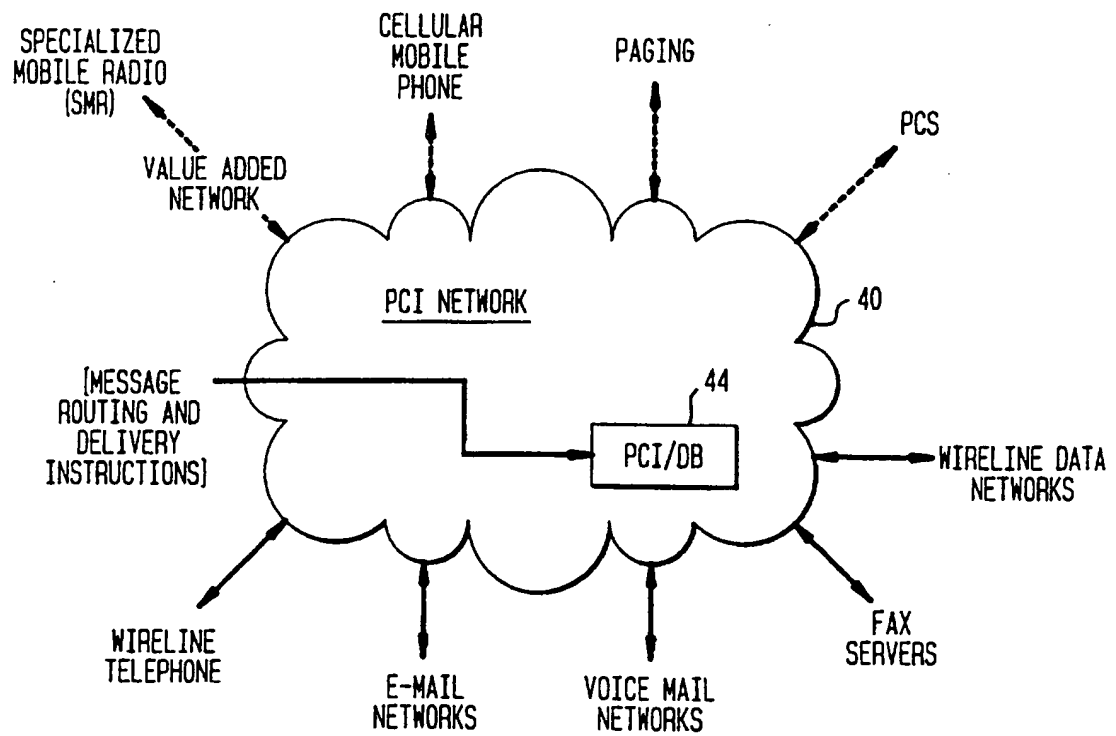 SPECIALIZED
MOBILE RADIO
(SMR)
VALUE ADDED
NETWORK
CELLULAR
MOBILE
PHONE
PAGING
PCS
PCI NETWORK
40
[MESSAGE
ROUTING AND
DELIVERY
INSTRUCTIONS]
44
PCI/DB
WIRELINE DATA
NETWORKS
WIRELINE
TELEPHONE
E-MAIL
NETWORKS
VOICE MAIL
NETWORKS
FAX
SERVERS